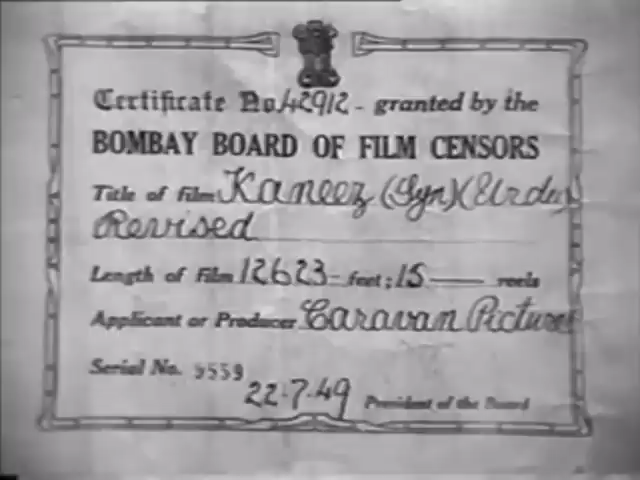 Certificate No. 42912 - granted by the
BOMBAY BOARD OF FILM CENSORS
Title of film Kaneez (Syn) (Urdu)
Revised
Length of Film 12623 - feet; 15 —— reels
Applicant or Producer Caravan Pictures
Serial No. 9559
22-7-49 President of the Board